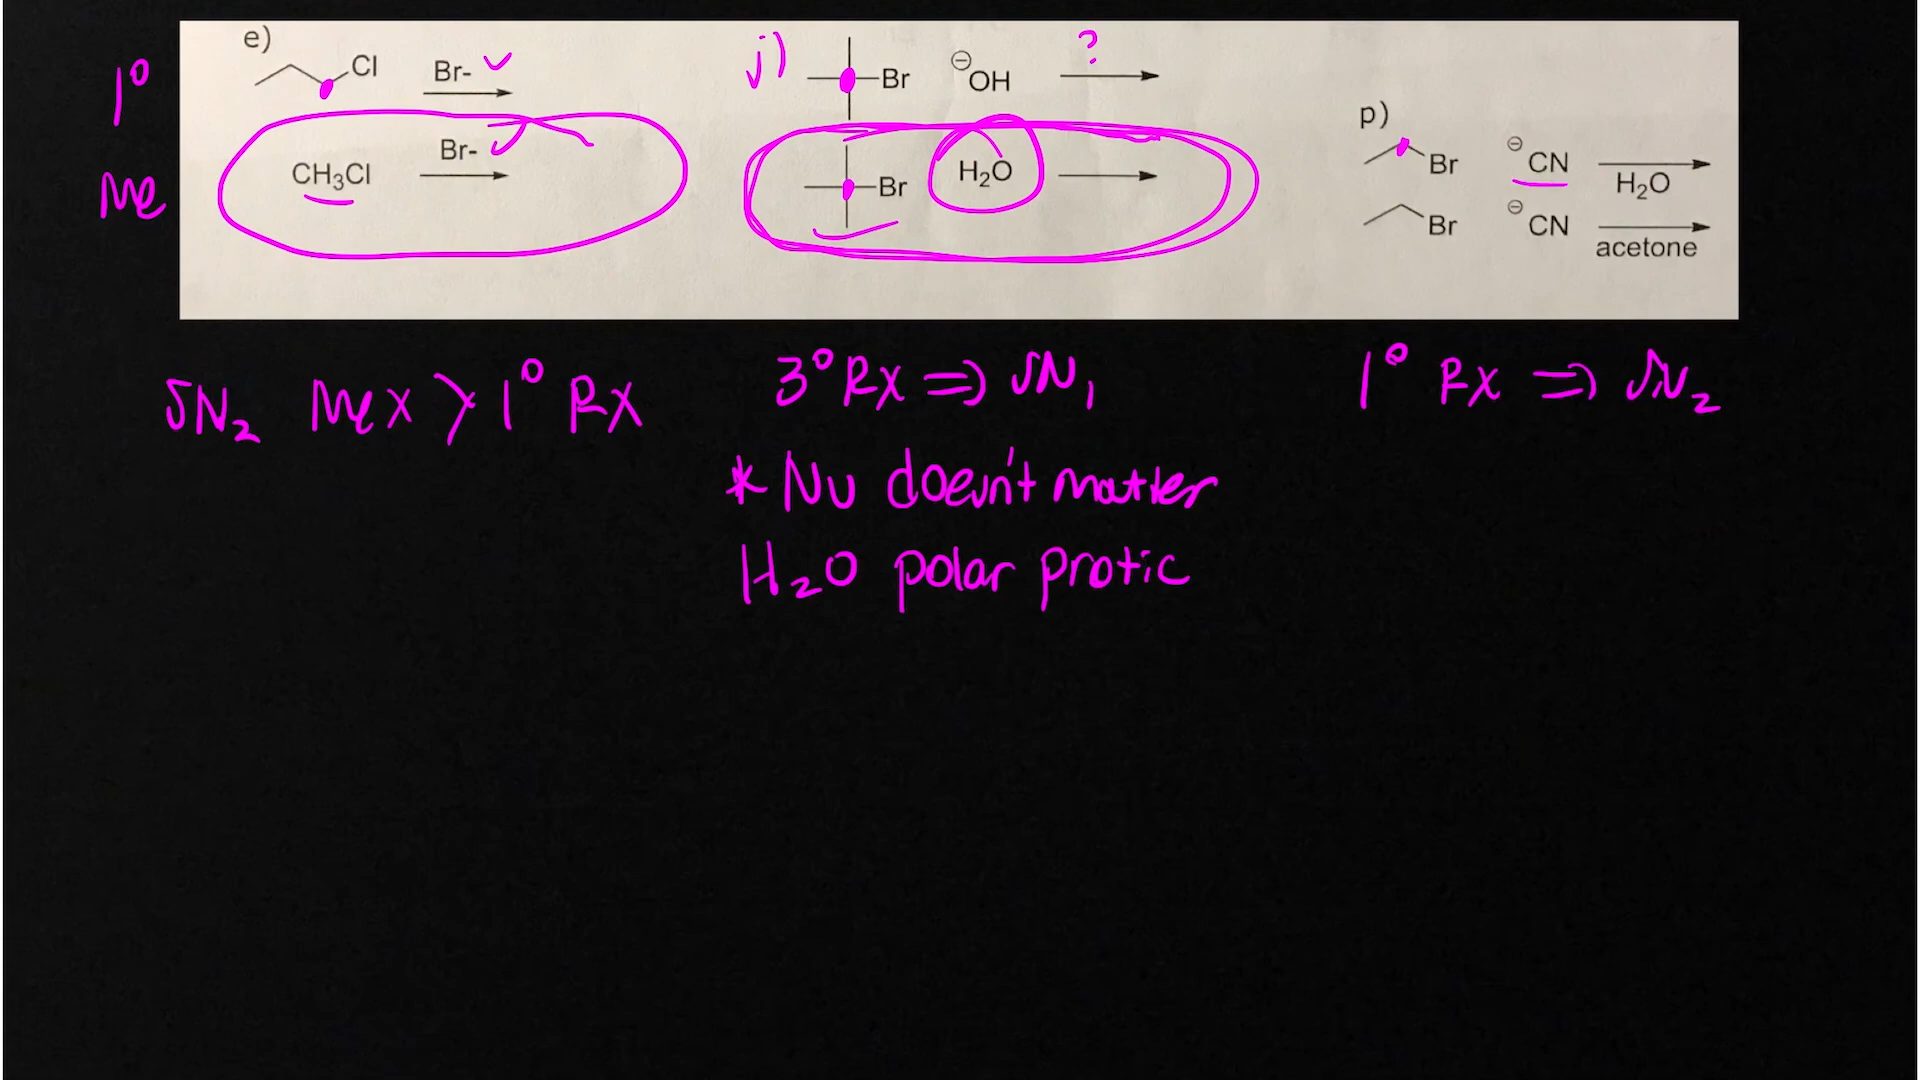 e)
Cl
Br-
1°
CH₃Cl
Br-
Me
j)
Br
⊖OH
?
Br
H₂O
p)
Br
⊖CN
H₂O
Br
⊖CN
acetone
SN₂ MeX > 1° RX
3° RX ⇒ SN₁
* Nu doesn't matter
H₂O polar protic
1° RX ⇒ SN₂